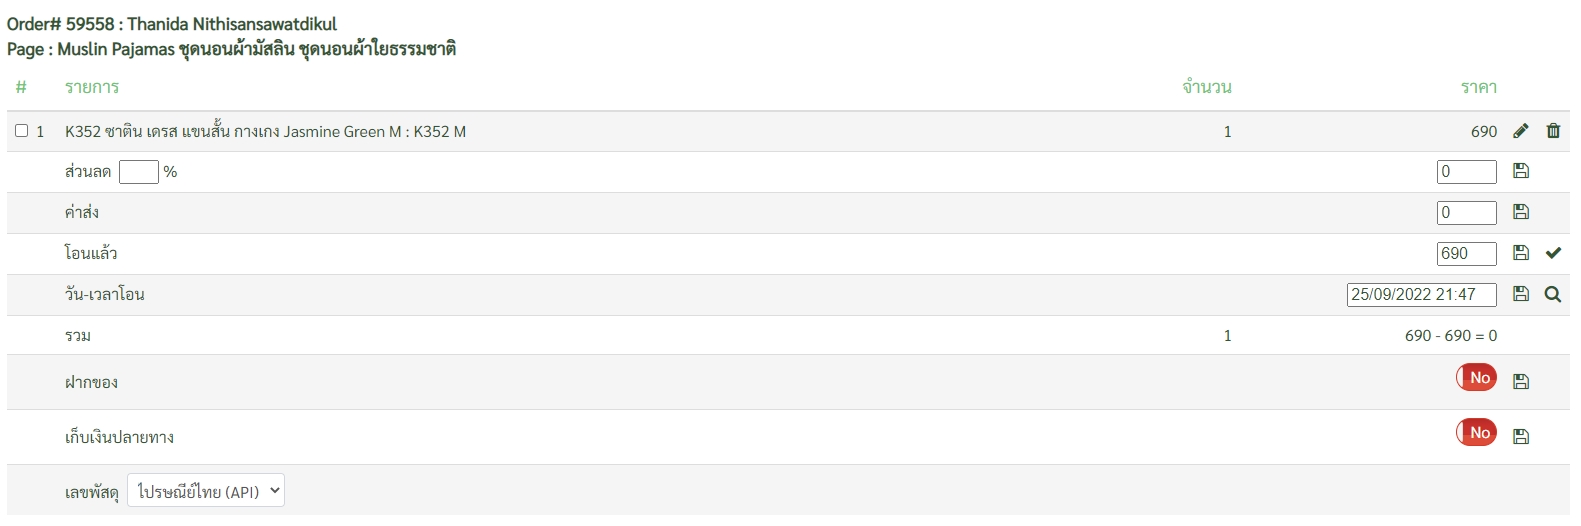 Order# 59558 : Thanida Nithisansawatdikul
Page : Muslin Pajamas ชุดนอนผ้ามัสลิน ชุดนอนผ้าใยธรรมชาติ
# รายการ จำนวน ราคา
1 K352 ซาติน เดรส แขนสั้น กางเกง Jasmine Green M : K352 M 1 690
ส่วนลด % 0
ค่าส่ง 0
โอนแล้ว 690
วัน-เวลาโอน 25/09/2022 21:47
รวม 1 690 - 690 = 0
ฝากของ No
เก็บเงินปลายทาง No
เลขพัสดุ ไปรษณีย์ไทย (API)